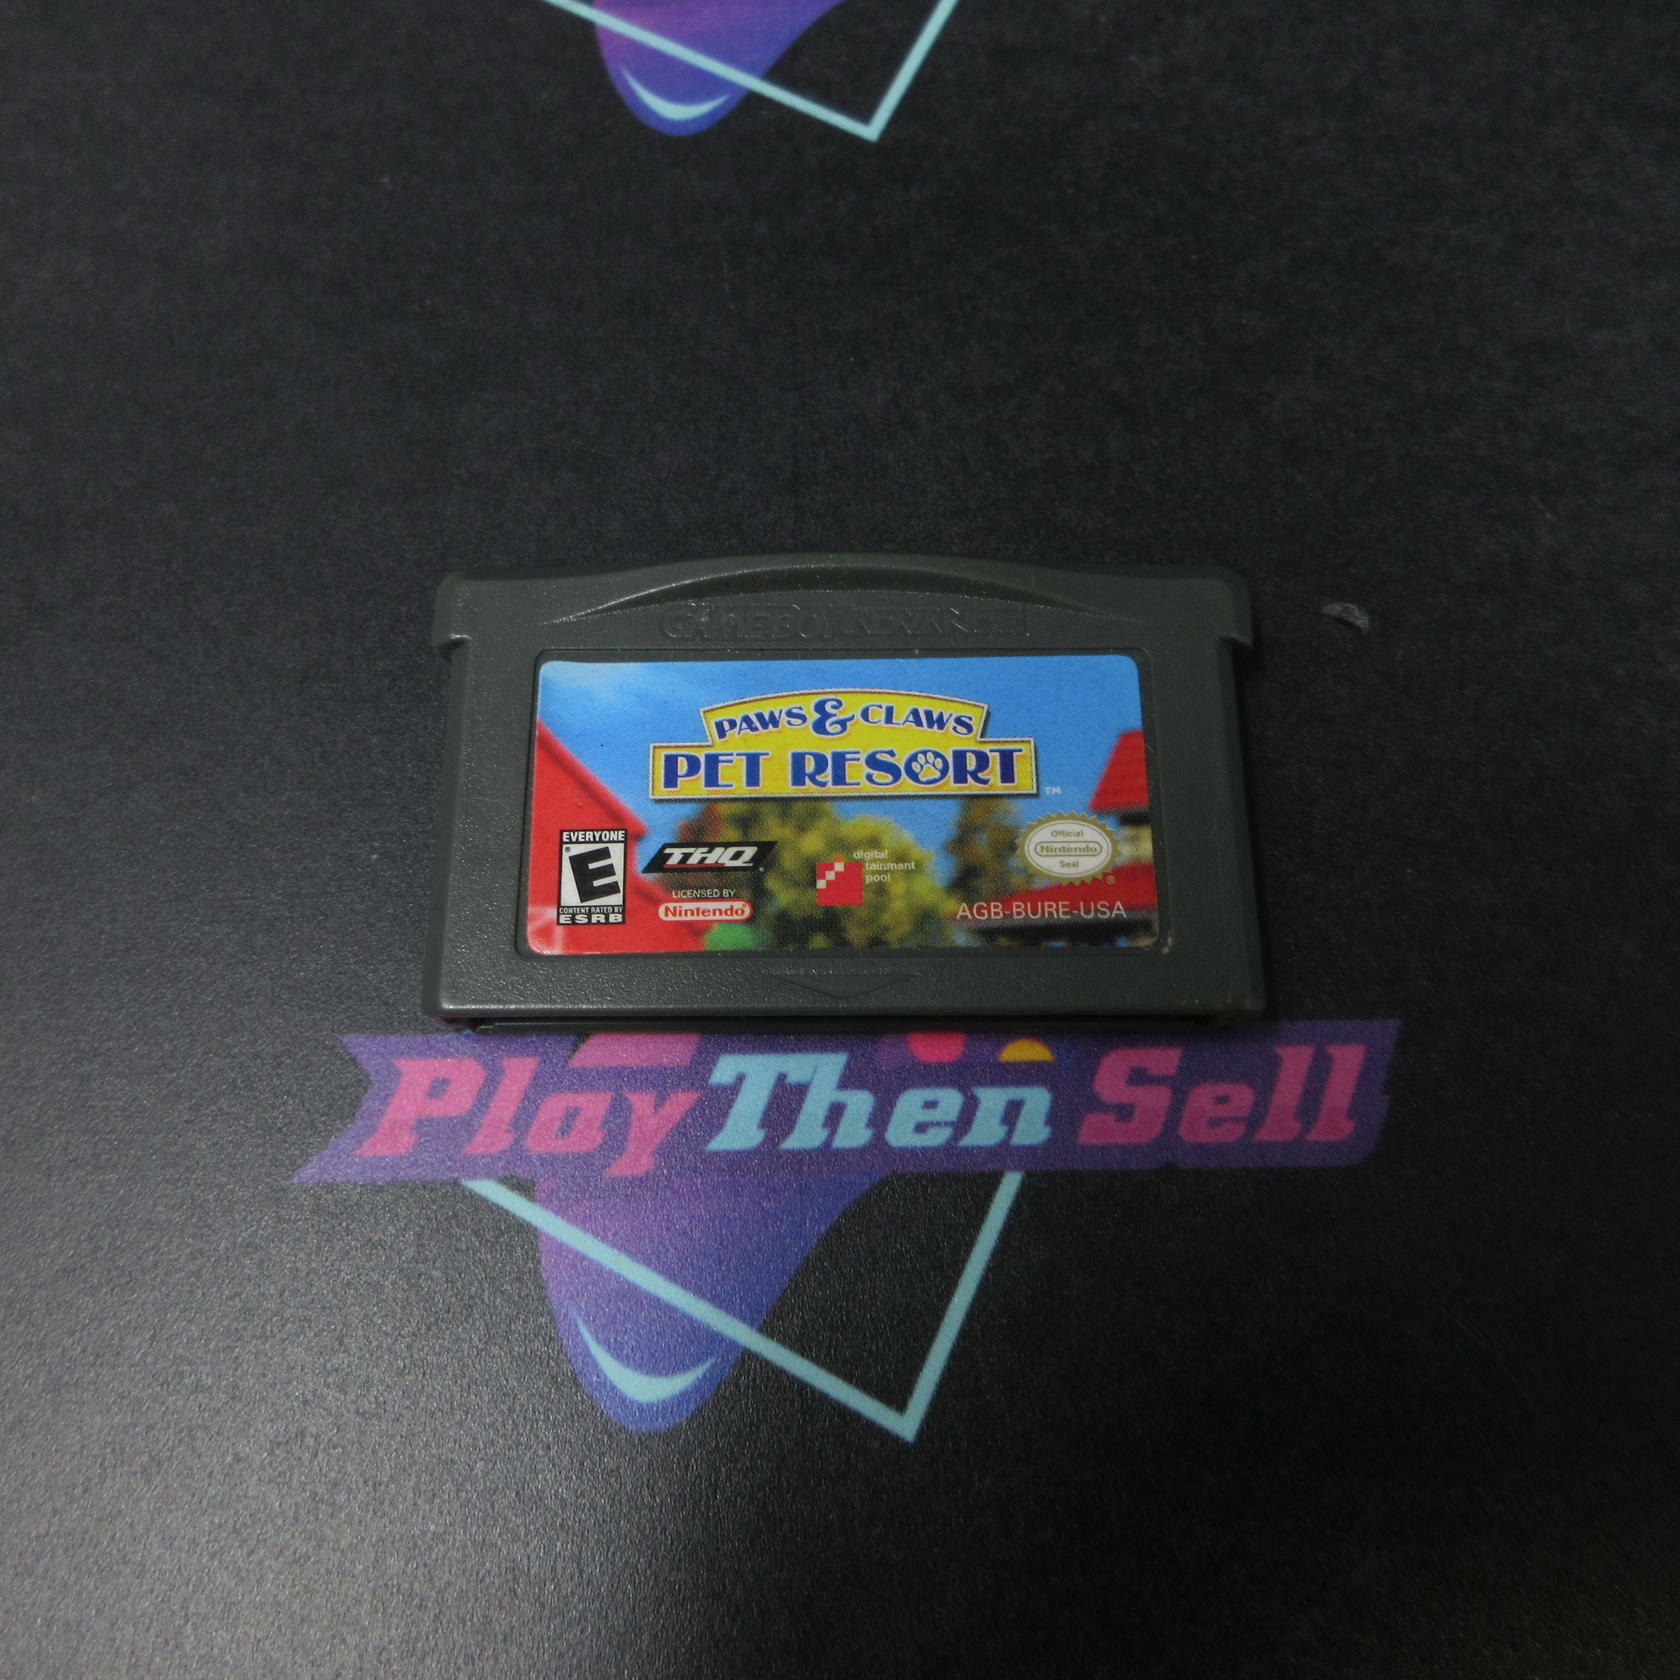 GAME BOY ADVANCE
PAWS & CLAWS
PET RESORT
TM
EVERYONE
E
CONTENT RATED BY
ESRB
THQ
LICENSED BY
Nintendo
digital
tainment
pool
Official
Nintendo
Seal
AGB-BURE-USA
Play Then Sell